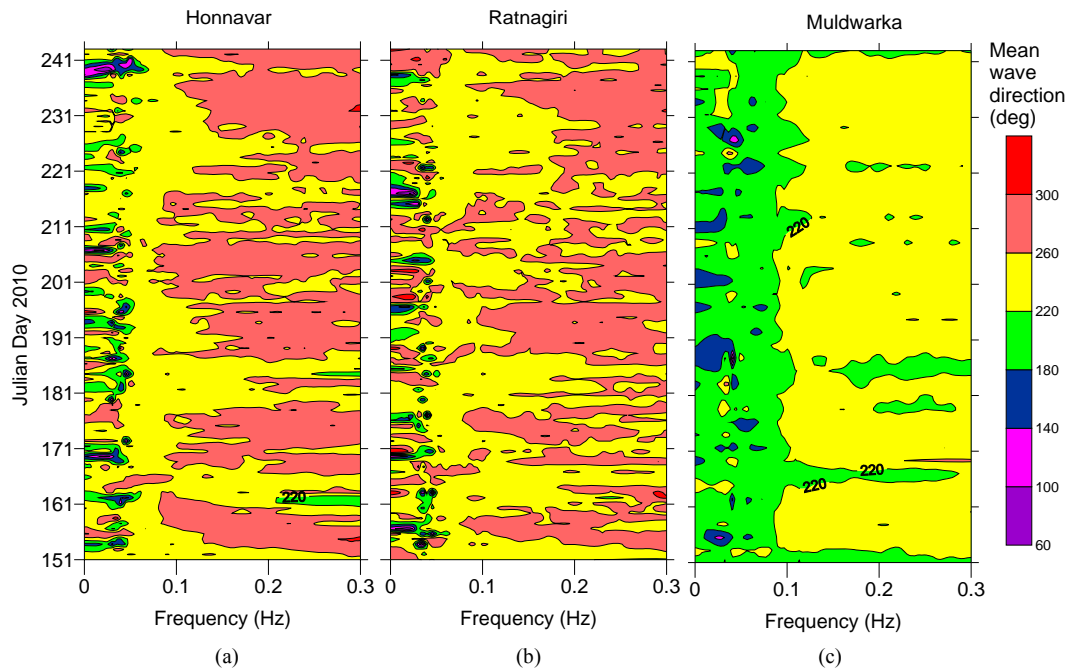 Honnavar
Ratnagiri
Muldwarka
Mean
wave
direction
(deg)
Julian Day 2010
241
231
221
211
201
191
181
171
161
151
220
220
220
220
300
260
220
180
140
100
60
0 0.1 0.2 0.3
0 0.1 0.2 0.3
0 0.1 0.2 0.3
Frequency (Hz)
Frequency (Hz)
Frequency (Hz)
(a)
(b)
(c)